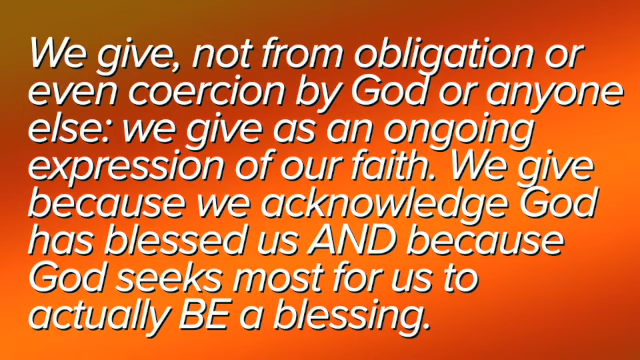 We give, not from obligation or
even coercion by God or anyone
else: we give as an ongoing
expression of our faith. We give
because we acknowledge God
has blessed us AND because
God seeks most for us to
actually BE a blessing.